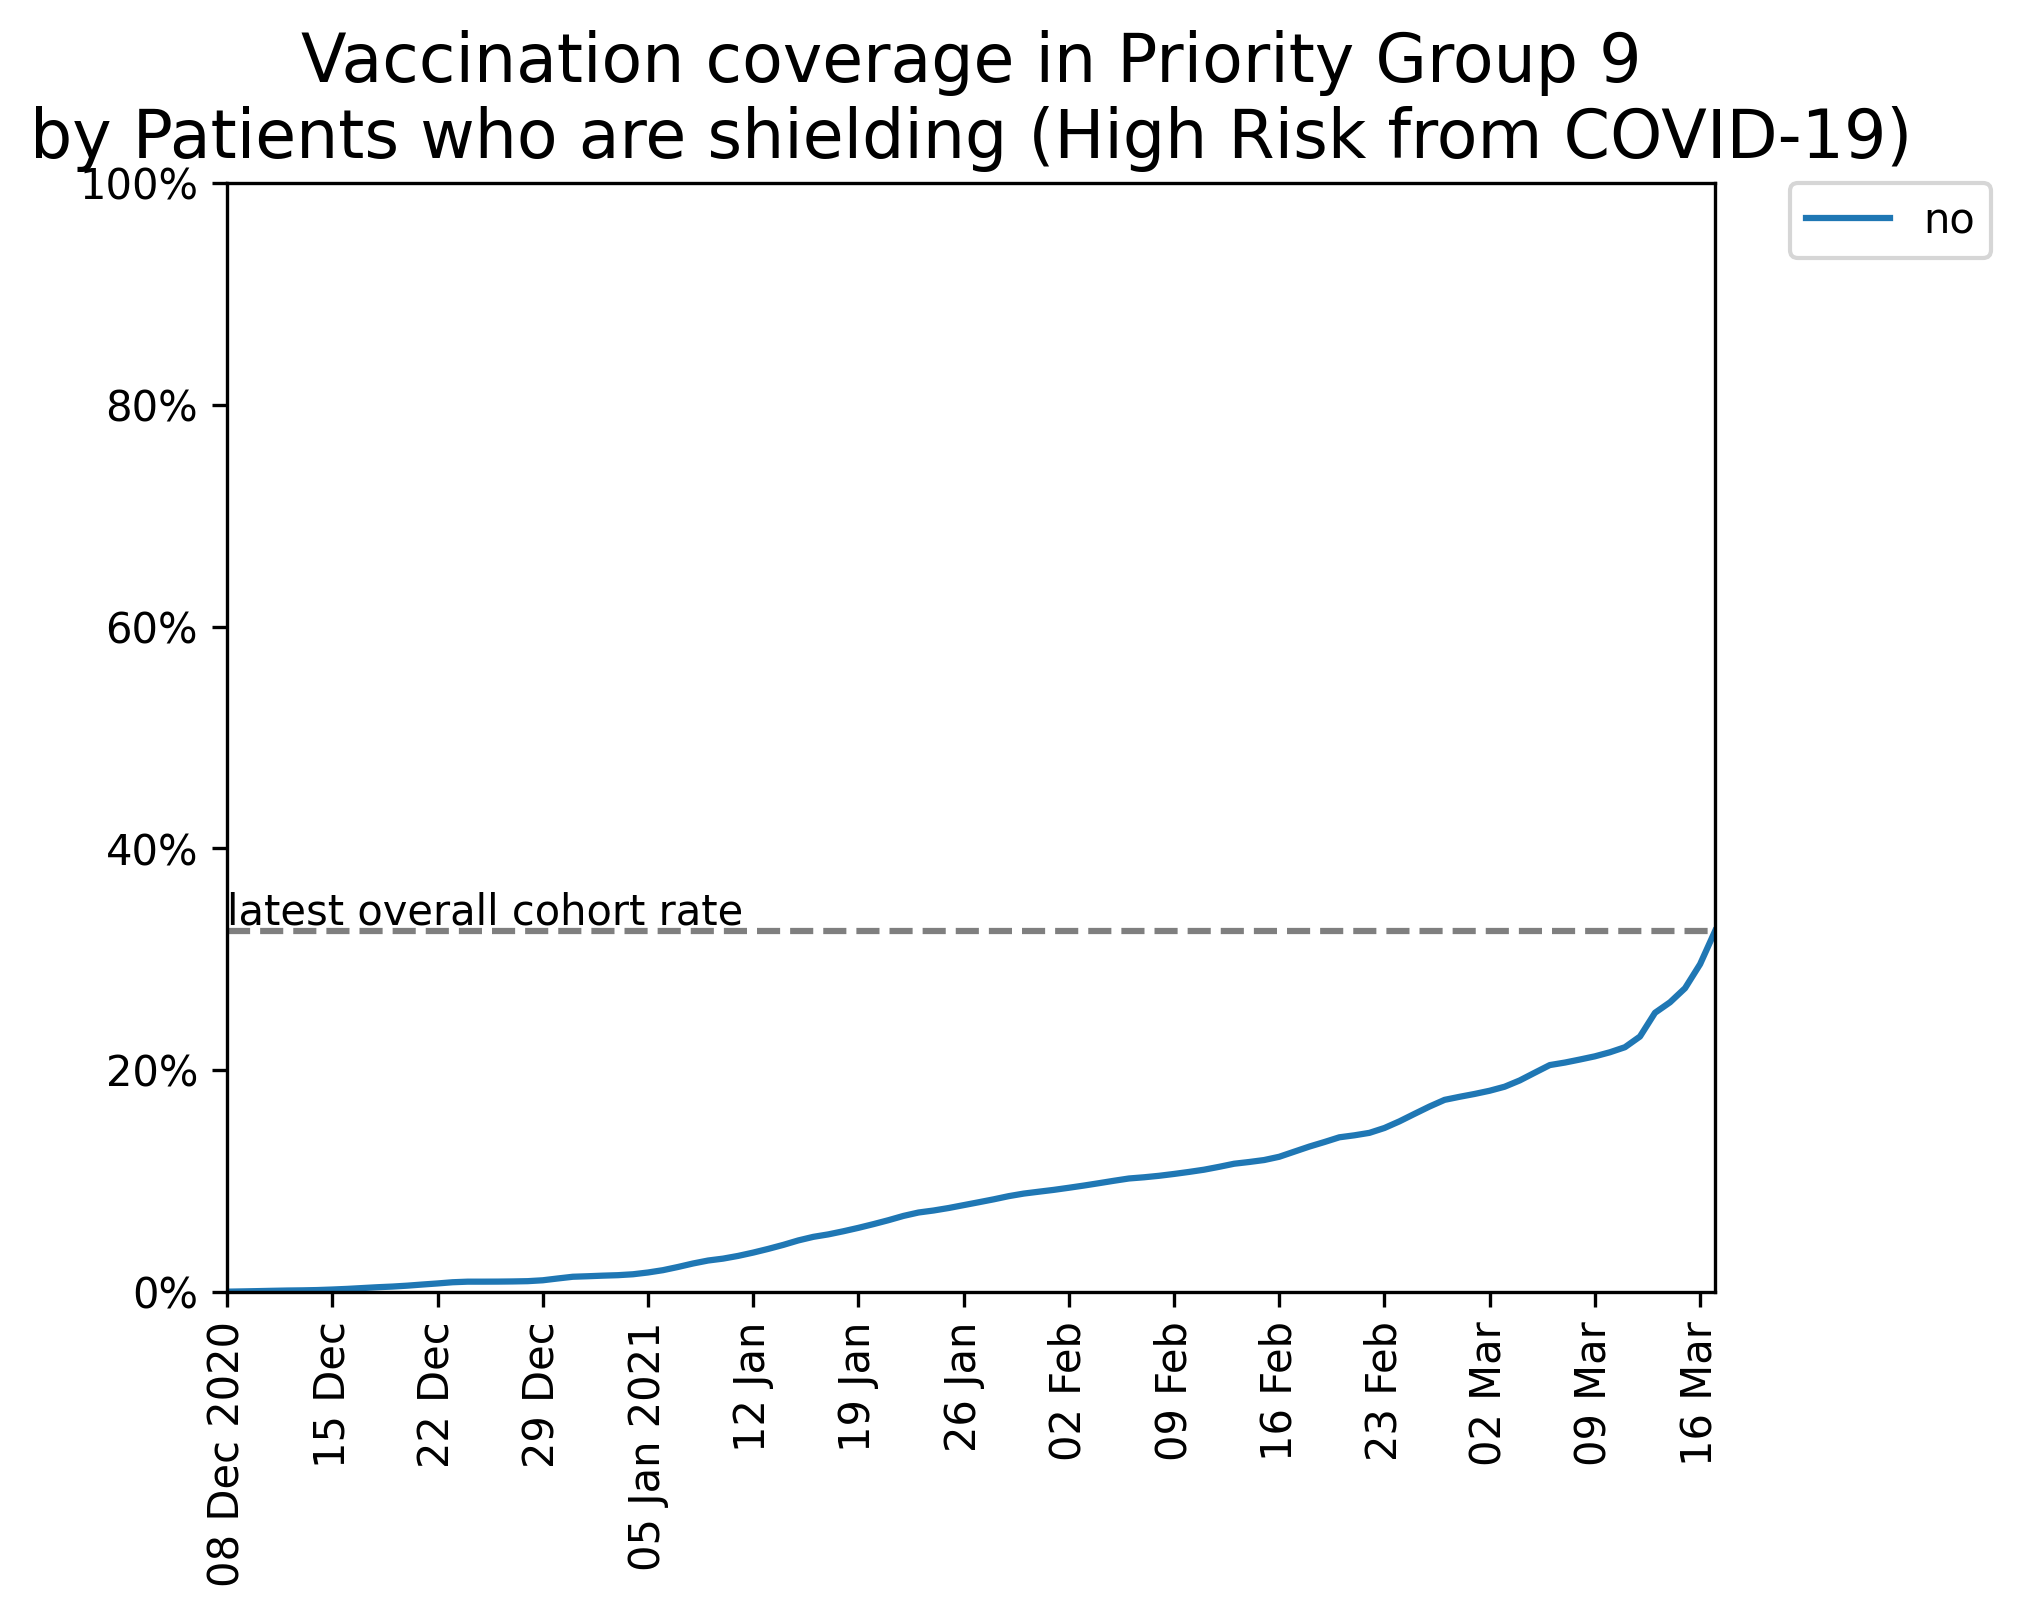 Vaccination coverage in Priority Group 9
by Patients who are shielding (High Risk from COVID-19)
100%
80%
60%
40%
20%
0%
latest overall cohort rate
no
08 Dec 2020
15 Dec
22 Dec
29 Dec
05 Jan 2021
12 Jan
19 Jan
26 Jan
02 Feb
09 Feb
16 Feb
23 Feb
02 Mar
09 Mar
16 Mar